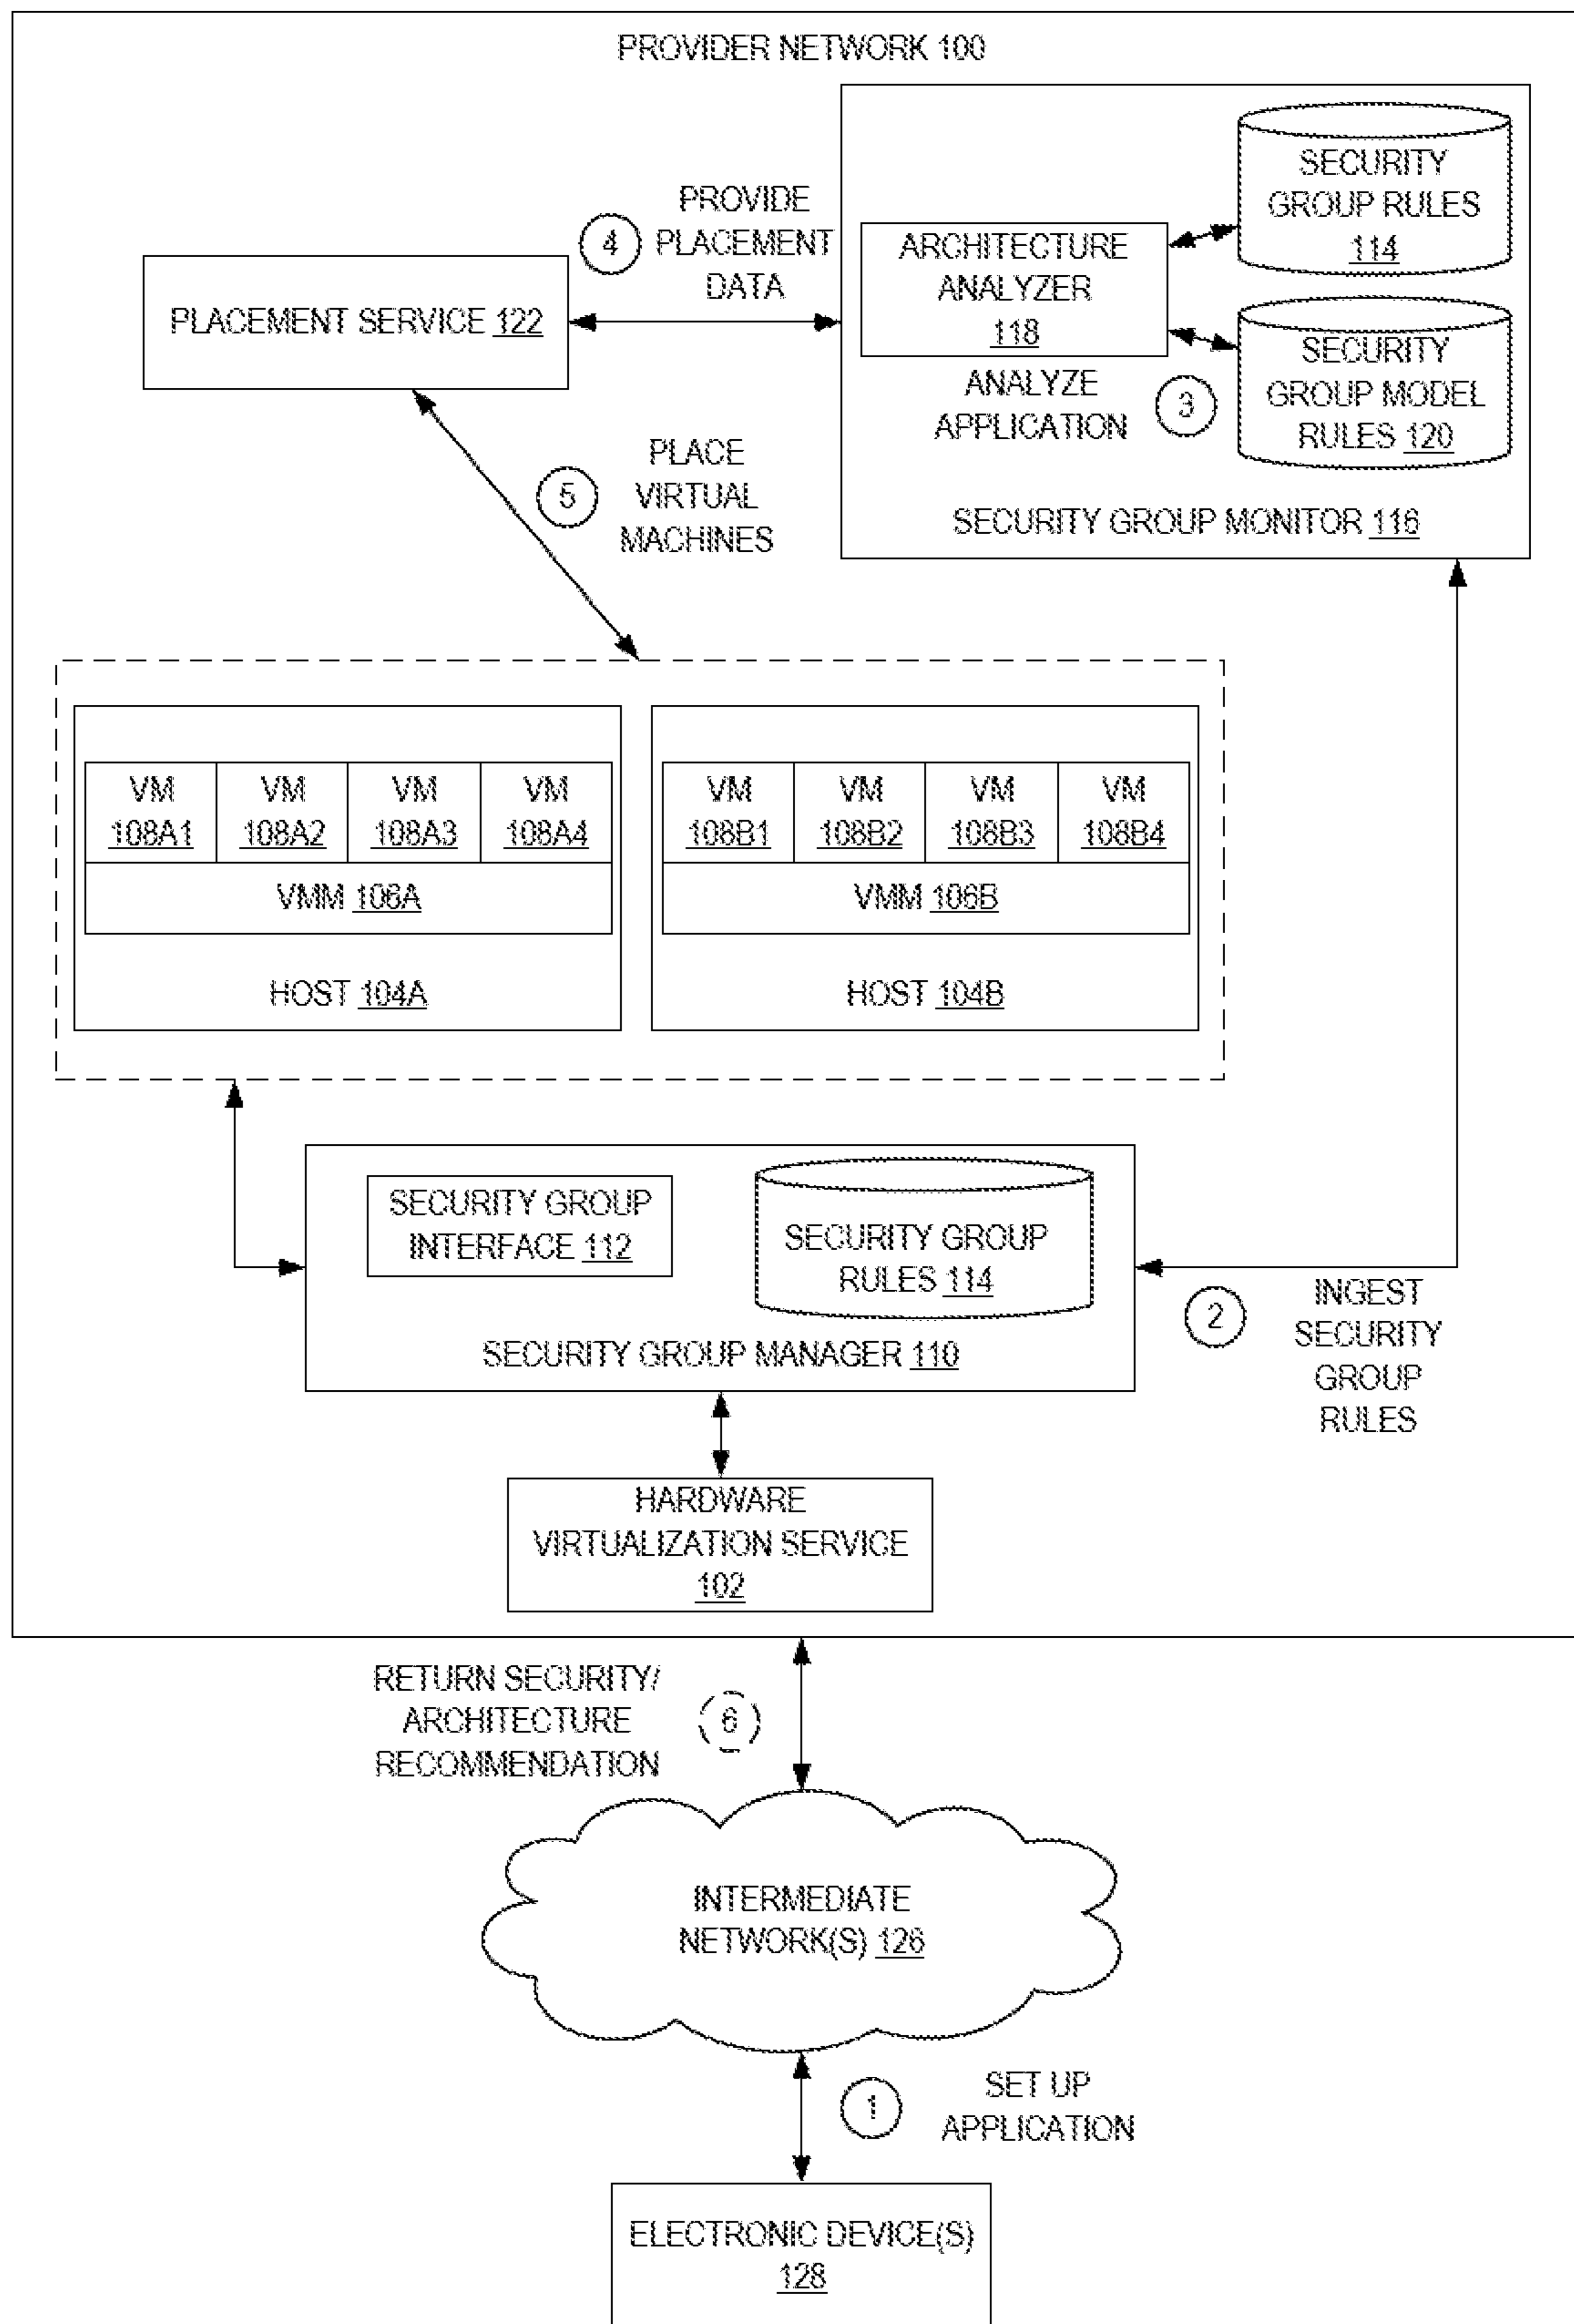 PROVIDER NETWORK 100
SECURITY
GROUP RULES
114
PROVIDE
PLACEMENT
DATA
4
ARCHITECTURE
ANALYZER
118
PLACEMENT SERVICE 122
SECURITY
GROUP MODEL
RULES 120
ANALYZE
APPLICATION
3
SECURITY GROUP MONITOR 116
5
PLACE
VIRTUAL
MACHINES
VM
108A1
VM
108A2
VM
108A3
VM
108A4
VMM 106A
HOST 104A
VM
108B1
VM
108B2
VM
108B3
VM
108B4
VMM 106B
HOST 104B
SECURITY GROUP
INTERFACE 112
SECURITY GROUP
RULES 114
SECURITY GROUP MANAGER 110
2
INGEST
SECURITY
GROUP
RULES
HARDWARE
VIRTUALIZATION SERVICE
102
RETURN SECURITY/
ARCHITECTURE
RECOMMENDATION
6
INTERMEDIATE
NETWORK(S) 126
1
SET UP
APPLICATION
ELECTRONIC DEVICE(S)
128